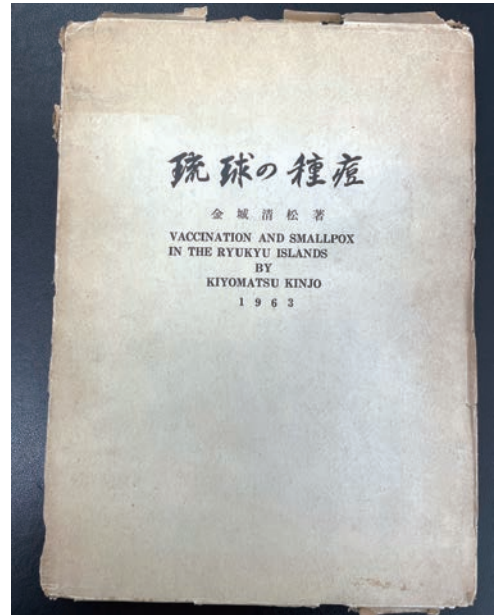 琉球の種痘
金城清松著
VACCINATION AND SMALLPOX
IN THE RYUKYU ISLANDS
BY
KIYOMATSU KINJO
1963